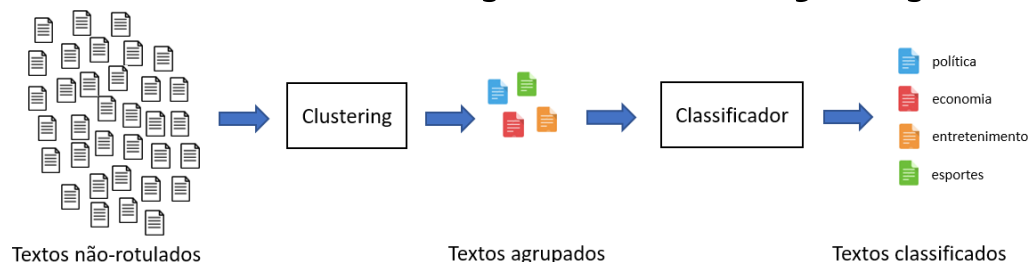 Clustering
Classificador
política
economia
entretenimento
esportes
Textos não-rotulados
Textos agrupados
Textos classificados